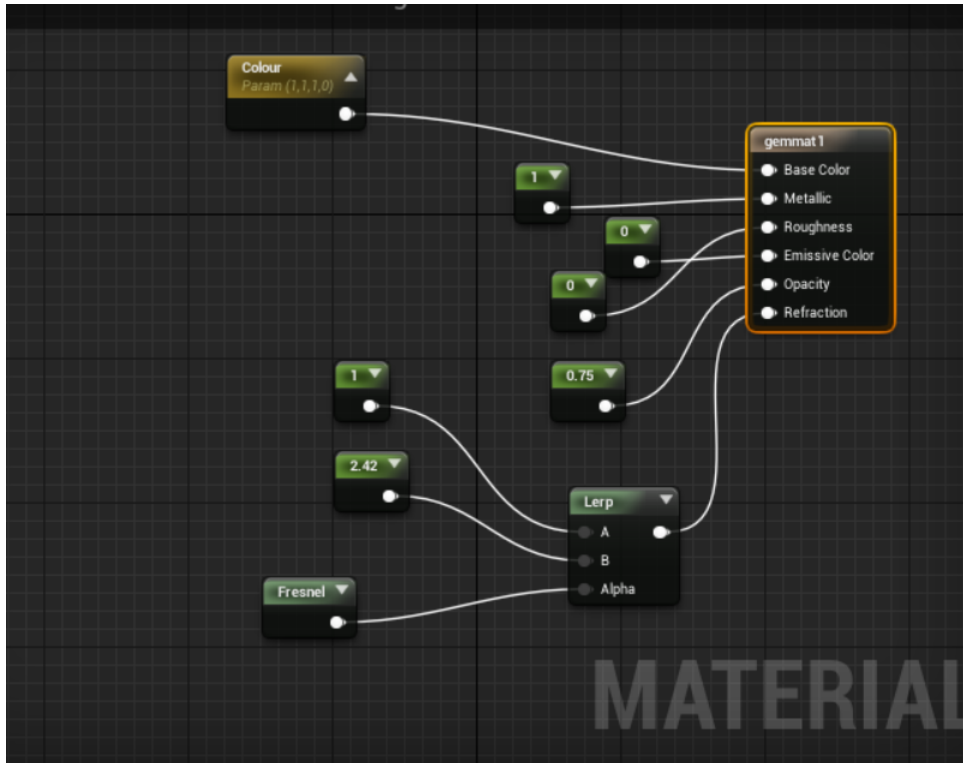 Colour
Param (1,1,1,0)
gemmat1
Base Color
1
Metallic
0
Roughness
Emissive Color
0
Opacity
Refraction
1
0.75
2.42
Lerp
A
B
Fresnel
Alpha
MATERIAL